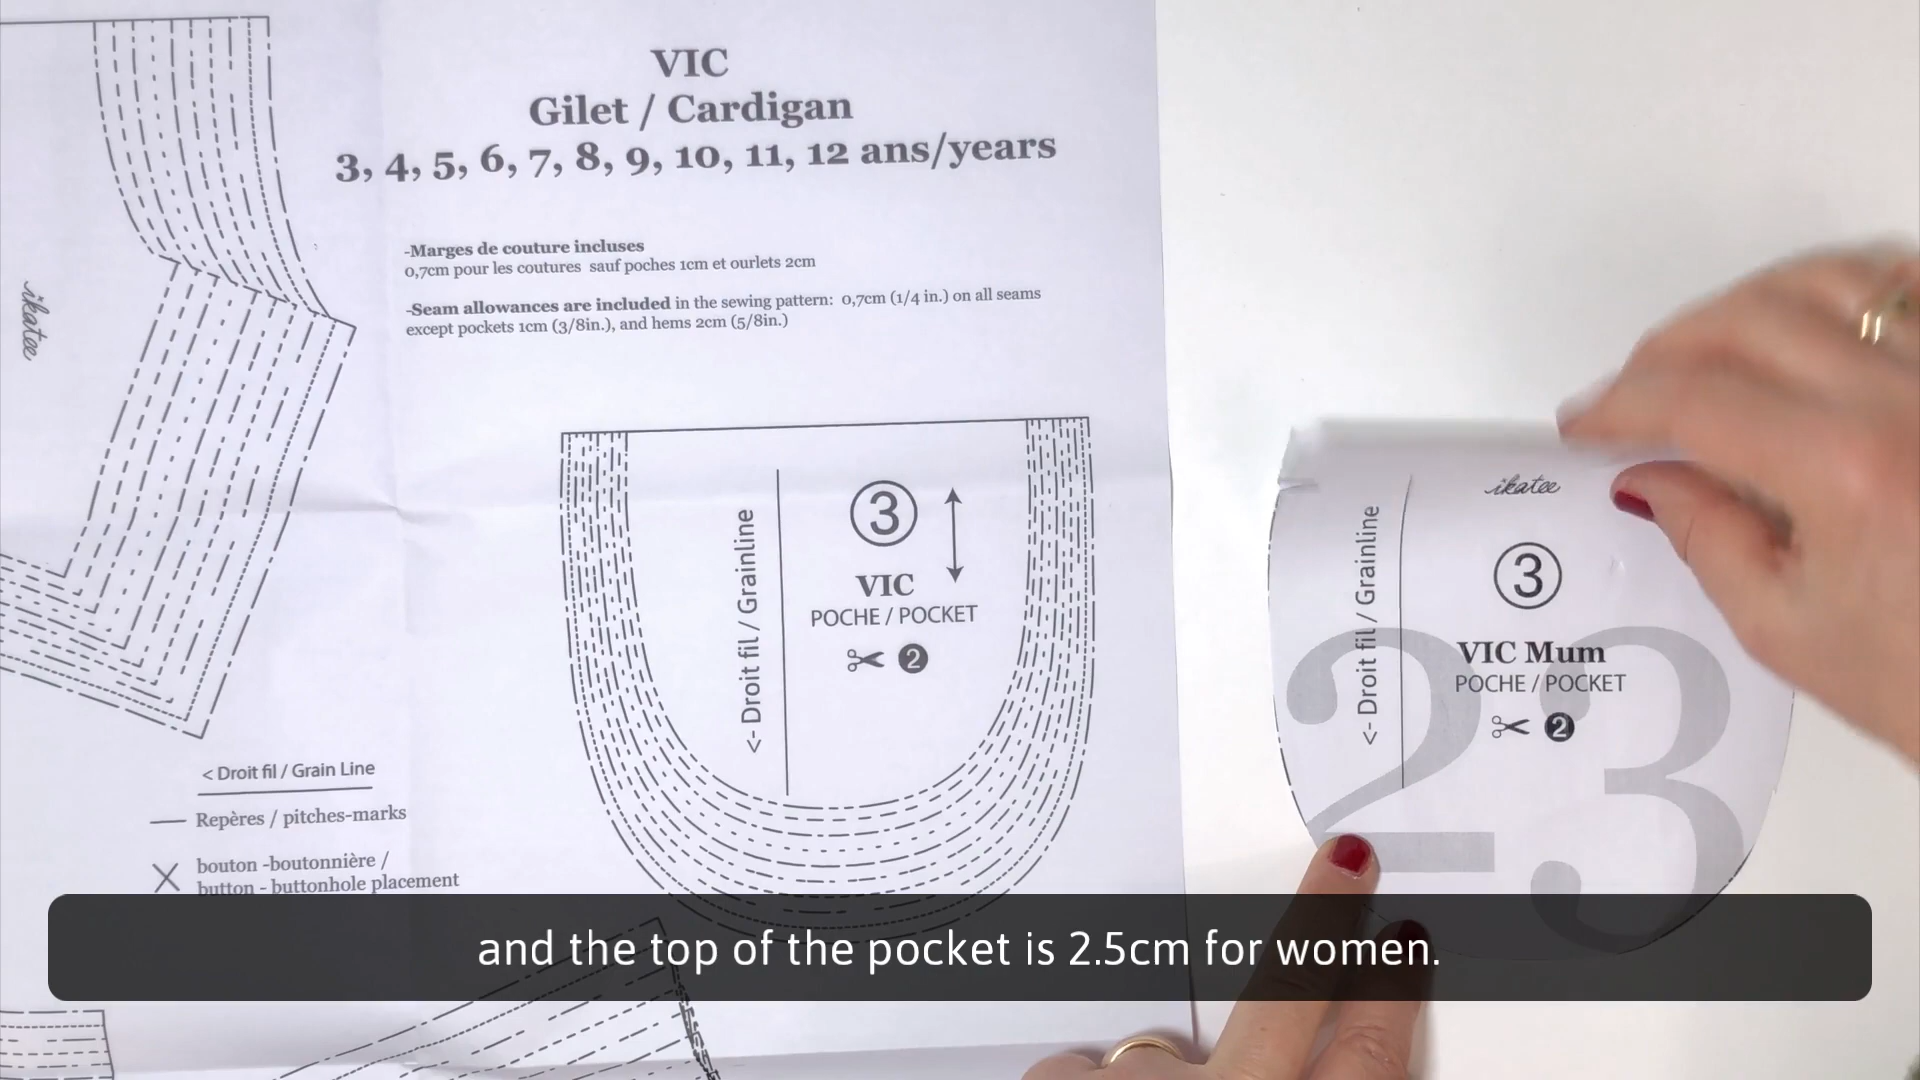 VIC
Gilet / Cardigan
3, 4, 5, 6, 7, 8, 9, 10, 11, 12 ans/years
-Marges de couture incluses
0,7cm pour les coutures sauf poches 1cm et ourlets 2cm
-Seam allowances are included in the sewing pattern: 0,7cm (1/4 in.) on all seams
except pockets 1cm (3/8in.), and hems 2cm (5/8in.)
ikatee
3
VIC
POCHE / POCKET
2
<- Droit fil / Grainline
ikatee
3
VIC Mum
POCHE / POCKET
2
<- Droit fil / Grainline
23
< Droit fil / Grain Line
Repères / pitches-marks
bouton -boutonnière /
button - buttonhole placement
and the top of the pocket is 2.5cm for women.